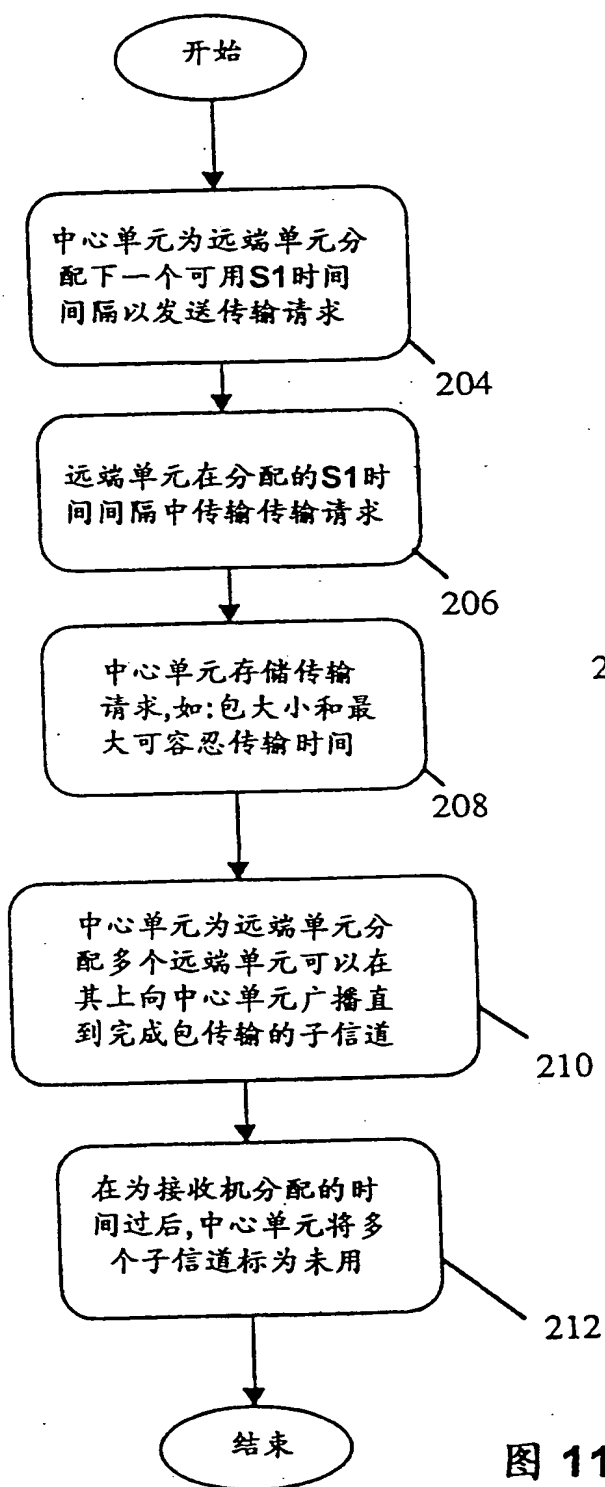 开始
中心单元为远端单元分
配下一个可用S1时间
间隔以发送传输请求
204
远端单元在分配的S1时
间间隔中传输传输请求
206
2
中心单元存储传输
请求,如:包大小和最
大可容忍传输时间
208
中心单元为远端单元分
配多个远端单元可以在
其上向中心单元广播直
到完成包传输的子信道
210
在为接收机分配的时
间过后,中心单元将多
个子信道标为未用
212
结束
图 11